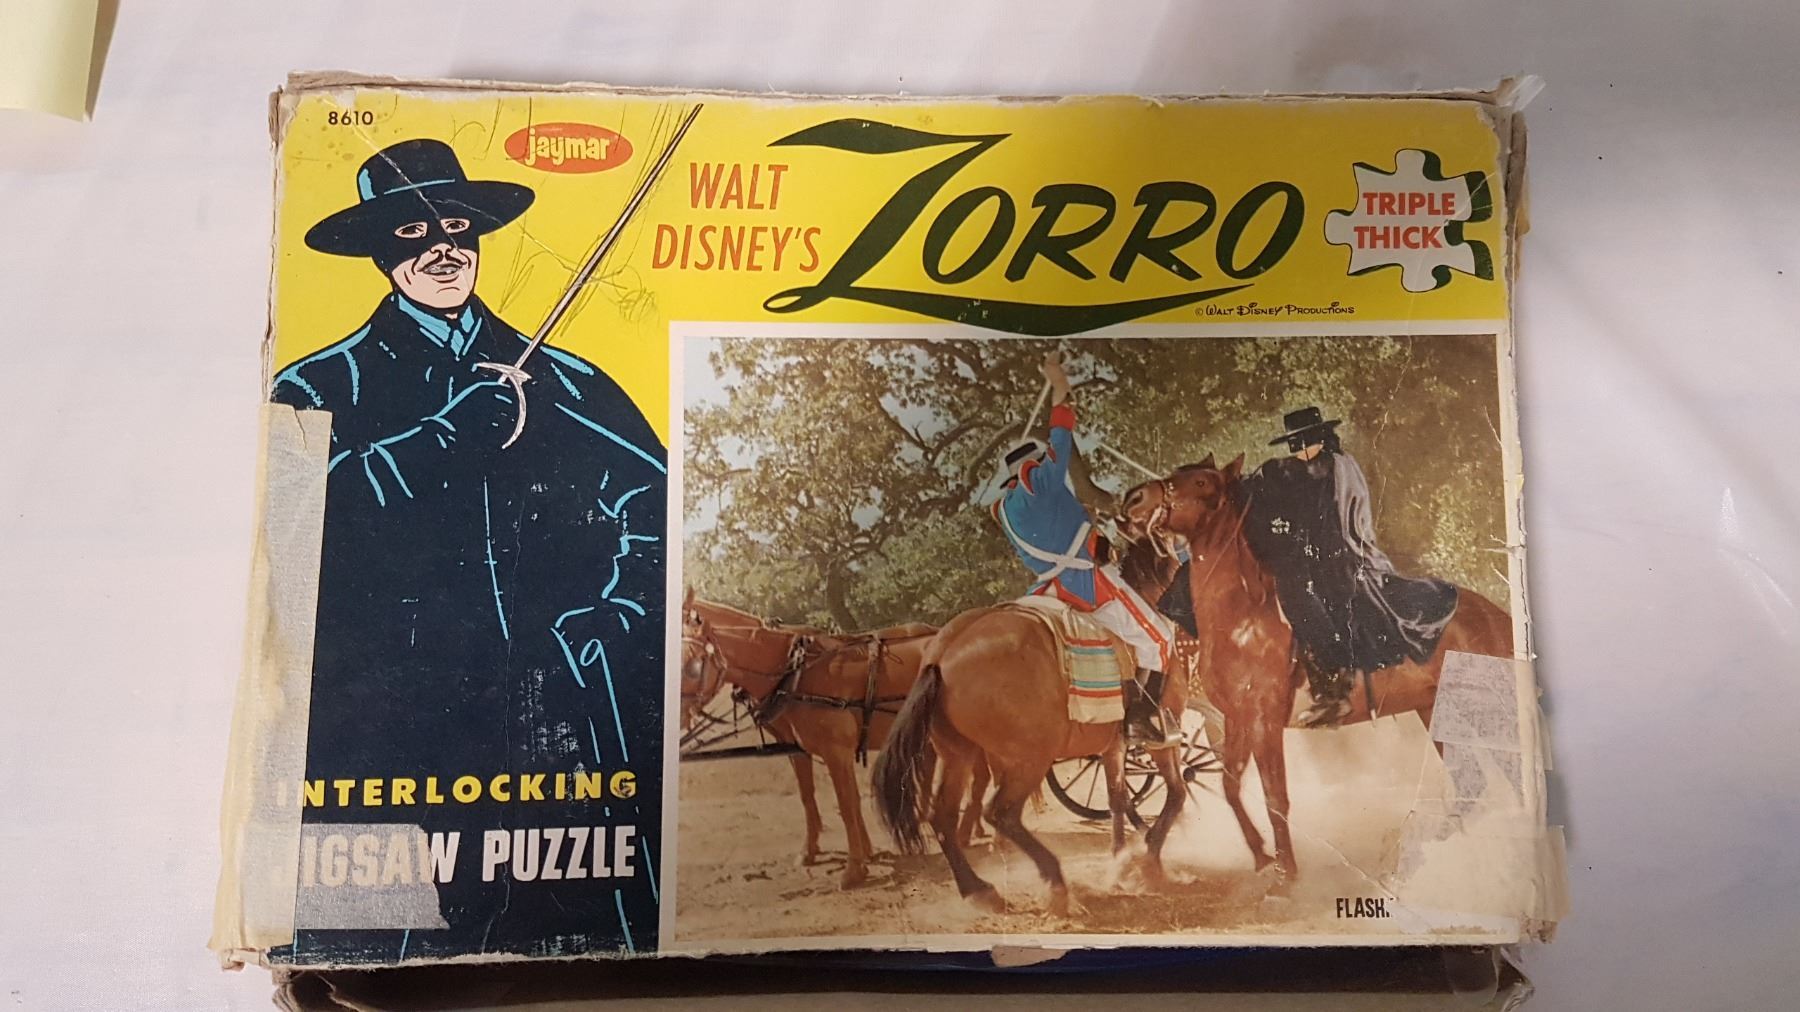 8610
jaymar
WALT
DISNEY'S
ZORRO
TRIPLE
THICK
© WALT DISNEY PRODUCTIONS
INTERLOCKING
JIGSAW PUZZLE